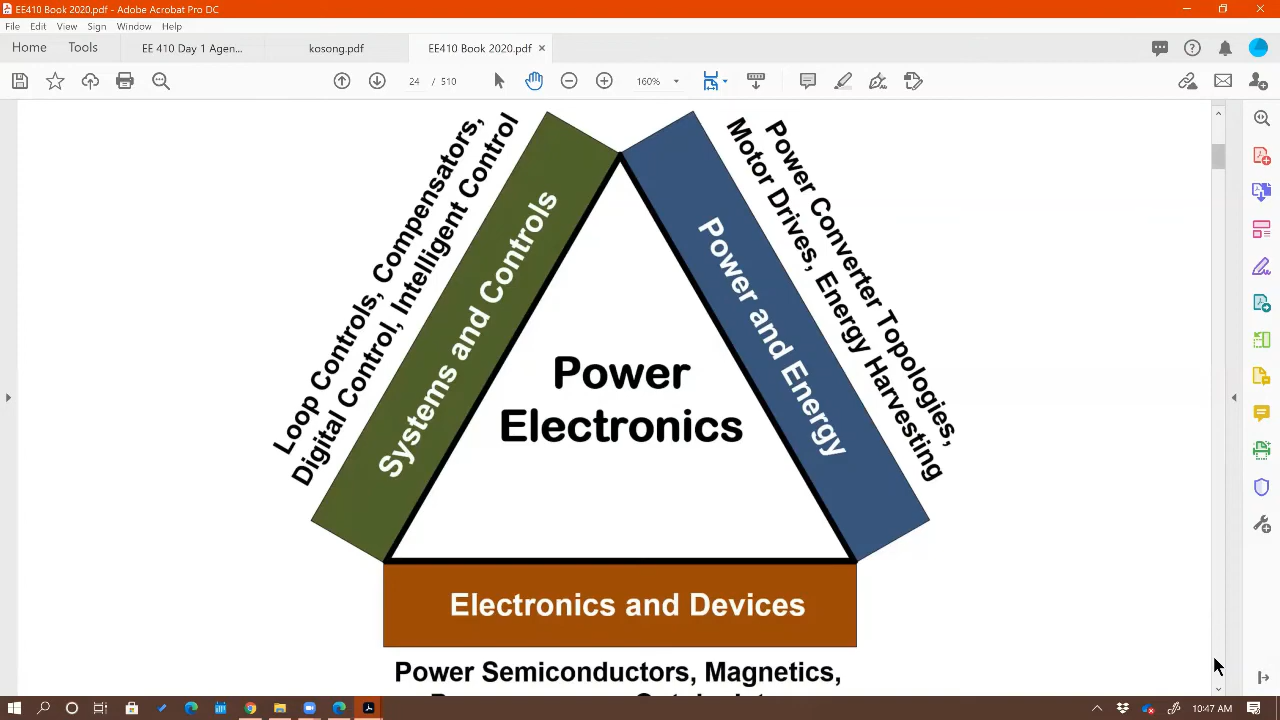 EE410 Book 2020.pdf - Adobe Acrobat Pro DC
File Edit View Sign Window Help
Home Tools EE 410 Day 1 Agen... kosong.pdf EE410 Book 2020.pdf ×
24 / 510 160%
Loop Controls, Compensators,
Digital Control, Intelligent Control
Systems and Controls
Power Converter Topologies,
Motor Drives, Energy Harvesting
Power and Energy
Power
Electronics
Electronics and Devices
Power Semiconductors, Magnetics,
10:47 AM